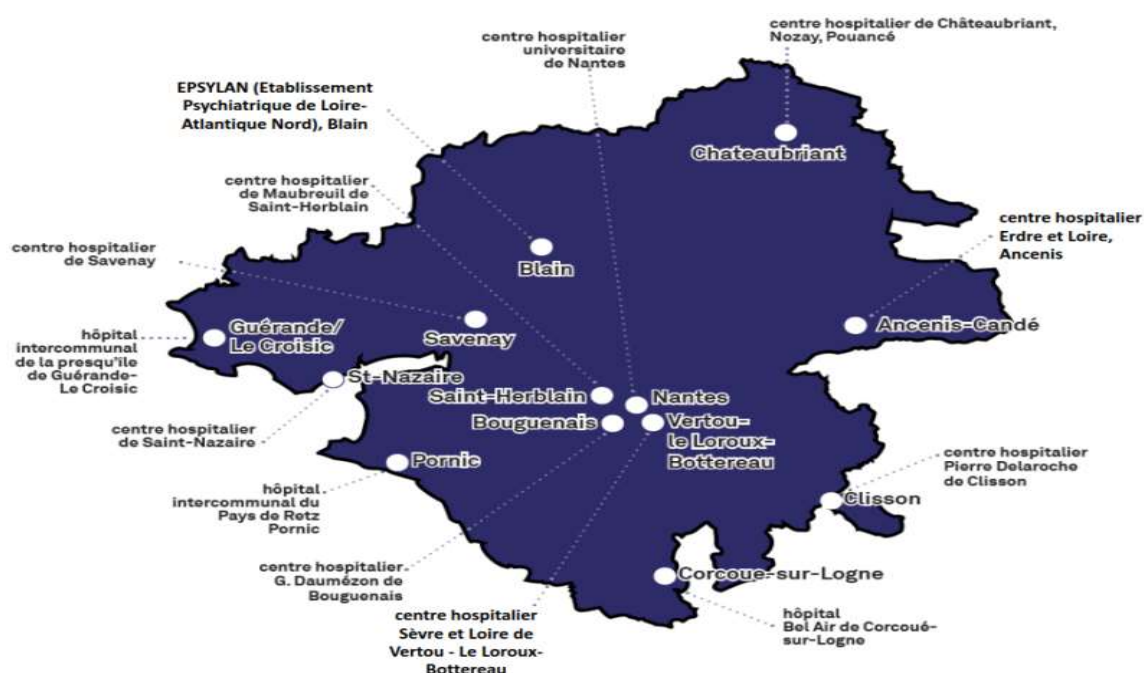 centre hospitalier de Châteaubriant,
Nozay, Pouancé
centre hospitalier
universitaire
de Nantes
EPSYLAN (Etablissement
Psychiatrique de Loire-
Atlantique Nord), Blain
Chateaubriant
centre hospitalier
de Maubreuil de
Saint-Herblain
centre hospitalier
Erdre et Loire,
Ancenis
centre hospitalier
de Savenay
Blain
Guérande/
Le Croisic
Savenay
Ancenis-Candé
hôpital
intercommunal
de la presqu'île
de Guérande-
Le Croisic
St-Nazaire
Saint-Herblain
Nantes
Bouguenais
Vertou-
le Loroux-
Bottereau
centre hospitalier
de Saint-Nazaire
Pornic
centre hospitalier
Pierre Delaroche
de Clisson
Clisson
hôpital
intercommunal du
Pays de Retz
Pornic
centre hospitalier
G. Daumézon de
Bouguenais
Corcoue-sur-Logne
centre hospitalier
Sèvre et Loire de
Vertou - Le Loroux-
Bottereau
hôpital
Bel Air de Corcoué-
sur-Logne